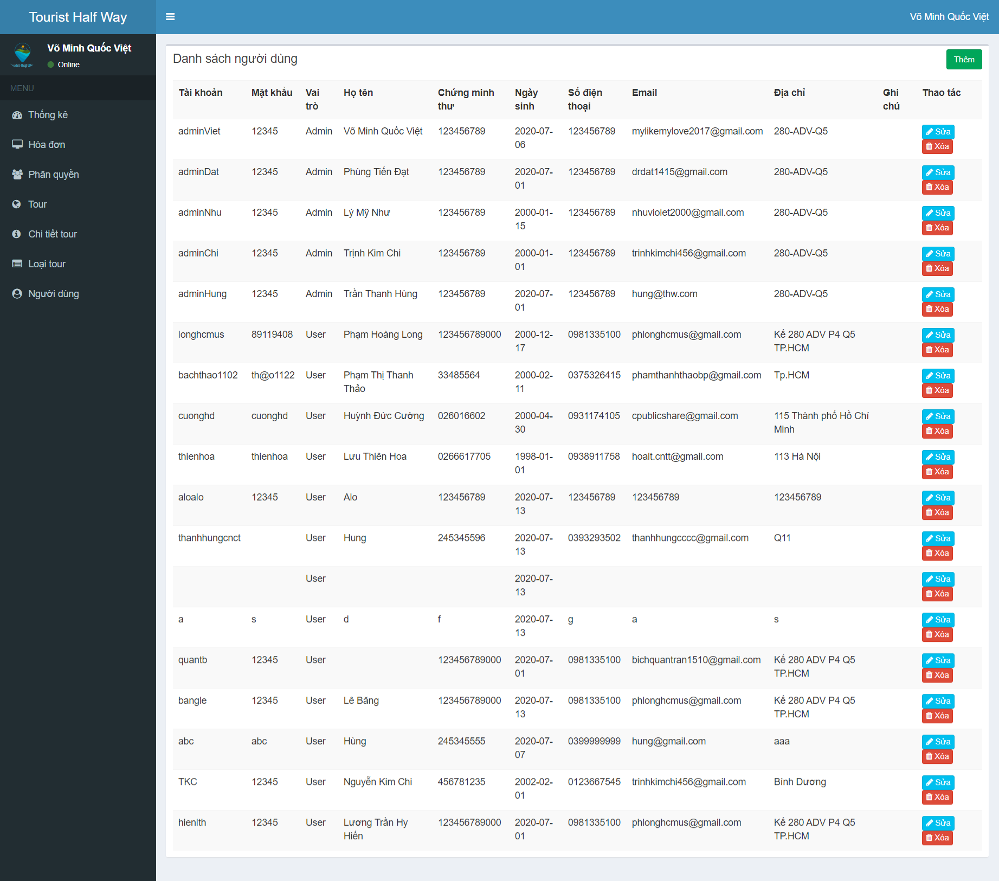 Tourist Half Way
Võ Minh Quốc Việt
Võ Minh Quốc Việt
Online
MENU
Thống kê
Hóa đơn
Phân quyền
Tour
Chi tiết tour
Loại tour
Người dùng
Danh sách người dùng
Thêm
Tài khoản Mật khẩu Vai trò Họ tên Chứng minh thư Ngày sinh Số điện thoại Email Địa chỉ Ghi chú Thao tác
adminViet 12345 Admin Võ Minh Quốc Việt 123456789 2020-07-06 123456789 mylikemylove2017@gmail.com 280-ADV-Q5 Sửa Xóa
adminDat 12345 Admin Phùng Tiến Đạt 123456789 2020-07-01 123456789 drdat1415@gmail.com 280-ADV-Q5 Sửa Xóa
adminNhu 12345 Admin Lý Mỹ Như 123456789 2000-01-15 123456789 nhuviolet2000@gmail.com 280-ADV-Q5 Sửa Xóa
adminChi 12345 Admin Trịnh Kim Chi 123456789 2000-01-01 123456789 trinhkimchi456@gmail.com 280-ADV-Q5 Sửa Xóa
adminHung 12345 Admin Trần Thanh Hùng 123456789 2020-07-01 123456789 hung@thw.com 280-ADV-Q5 Sửa Xóa
longhcmus 89119408 User Phạm Hoàng Long 123456789000 2000-12-17 0981335100 phlonghcmus@gmail.com Kế 280 ADV P4 Q5 TP.HCM Sửa Xóa
bachthao1102 th@o1122 User Phạm Thị Thanh Thảo 33485564 2000-02-11 0375326415 phamthanhthaobp@gmail.com Tp.HCM Sửa Xóa
cuonghd cuonghd User Huỳnh Đức Cường 026016602 2000-04-30 0931174105 cpublicshare@gmail.com 115 Thành phố Hồ Chí Minh Sửa Xóa
thienhoa thienhoa User Lưu Thiên Hoa 0266617705 1998-01-01 0938911758 hoalt.cntt@gmail.com 113 Hà Nội Sửa Xóa
aloalo 12345 User Alo 123456789 2020-07-13 123456789 123456789 123456789 Sửa Xóa
thanhhungcnct User Hung 245345596 2020-07-13 0393293502 thanhhungcccc@gmail.com Q11 Sửa Xóa
User 2020-07-13 Sửa Xóa
a s User d f 2020-07-13 g a s Sửa Xóa
quantb 12345 User 123456789000 2020-07-01 0981335100 bichquantran1510@gmail.com Kế 280 ADV P4 Q5 TP.HCM Sửa Xóa
bangle 12345 User Lê Băng 123456789000 2020-07-13 0981335100 phlonghcmus@gmail.com Kế 280 ADV P4 Q5 TP.HCM Sửa Xóa
abc abc User Hùng 245345555 2020-07-07 0399999999 hung@gmail.com aaa Sửa Xóa
TKC 12345 User Nguyễn Kim Chi 456781235 2002-02-01 0123667545 trinhkimchi456@gmail.com Bình Dương Sửa Xóa
hienlth 12345 User Lương Trần Hy Hiến 123456789000 2020-07-01 0981335100 phlonghcmus@gmail.com Kế 280 ADV P4 Q5 TP.HCM Sửa Xóa